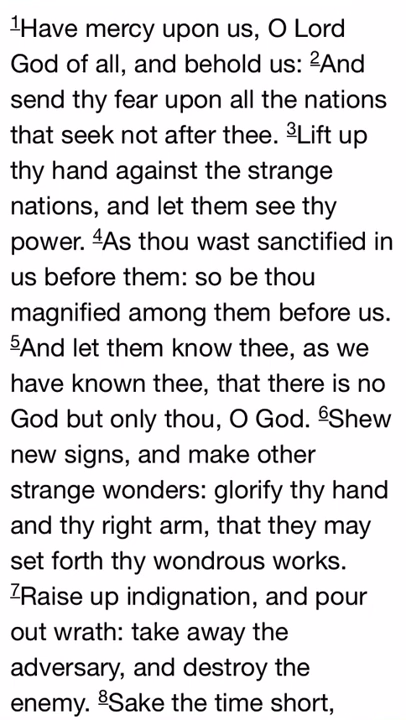 1Have mercy upon us, O Lord
God of all, and behold us: 2And
send thy fear upon all the nations
that seek not after thee. 3Lift up
thy hand against the strange
nations, and let them see thy
power. 4As thou wast sanctified in
us before them: so be thou
magnified among them before us.
5And let them know thee, as we
have known thee, that there is no
God but only thou, O God. 6Shew
new signs, and make other
strange wonders: glorify thy hand
and thy right arm, that they may
set forth thy wondrous works.
7Raise up indignation, and pour
out wrath: take away the
adversary, and destroy the
enemy. 8Sake the time short,